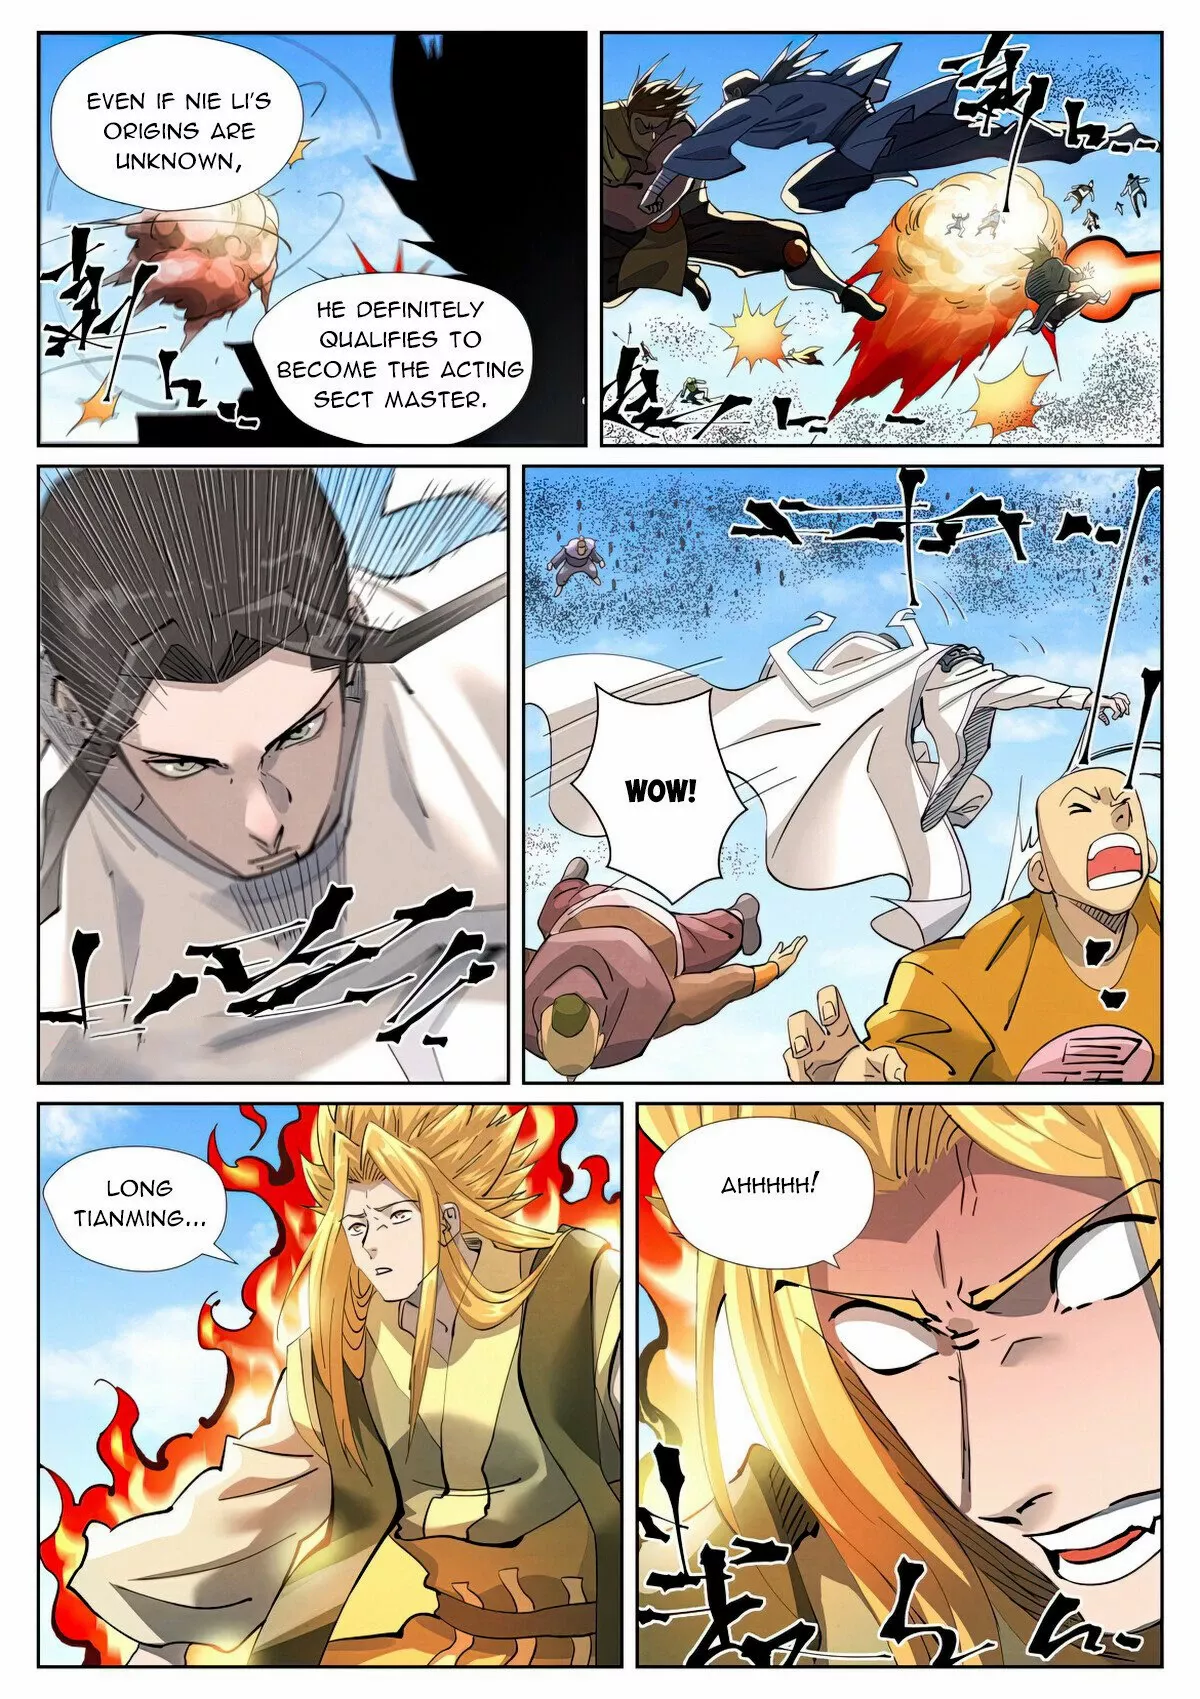 EVEN IF NIE LI'S
ORIGINS ARE
UNKNOWN,
HE DEFINITELY
QUALIFIES TO
BECOME THE ACTING
SECT MASTER.
WOW!
LONG
TIANMING...
AHHHHH!